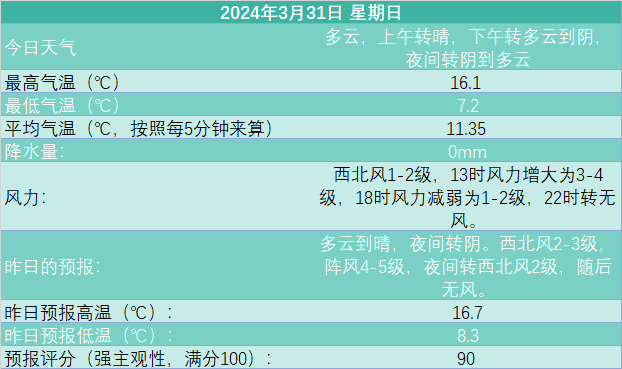 2024年3月31日 星期日
今日天气
多云，上午转晴，下午转多云到阴，
夜间转阴到多云
最高气温（℃）
16.1
最低气温（℃）
7.2
平均气温（℃，按照每5分钟来算）
11.35
降水量：
0mm
风力：
西北风1-2级，13时风力增大为3-4
级，18时风力减弱为1-2级，22时转无
风。
昨日的预报：
多云到晴，夜间转阴。西北风2-3级，
阵风4-5级，夜间转西北风2级，随后
无风。
昨日预报高温（℃）：
16.7
昨日预报低温（℃）：
8.3
预报评分（强主观性，满分100）：
90